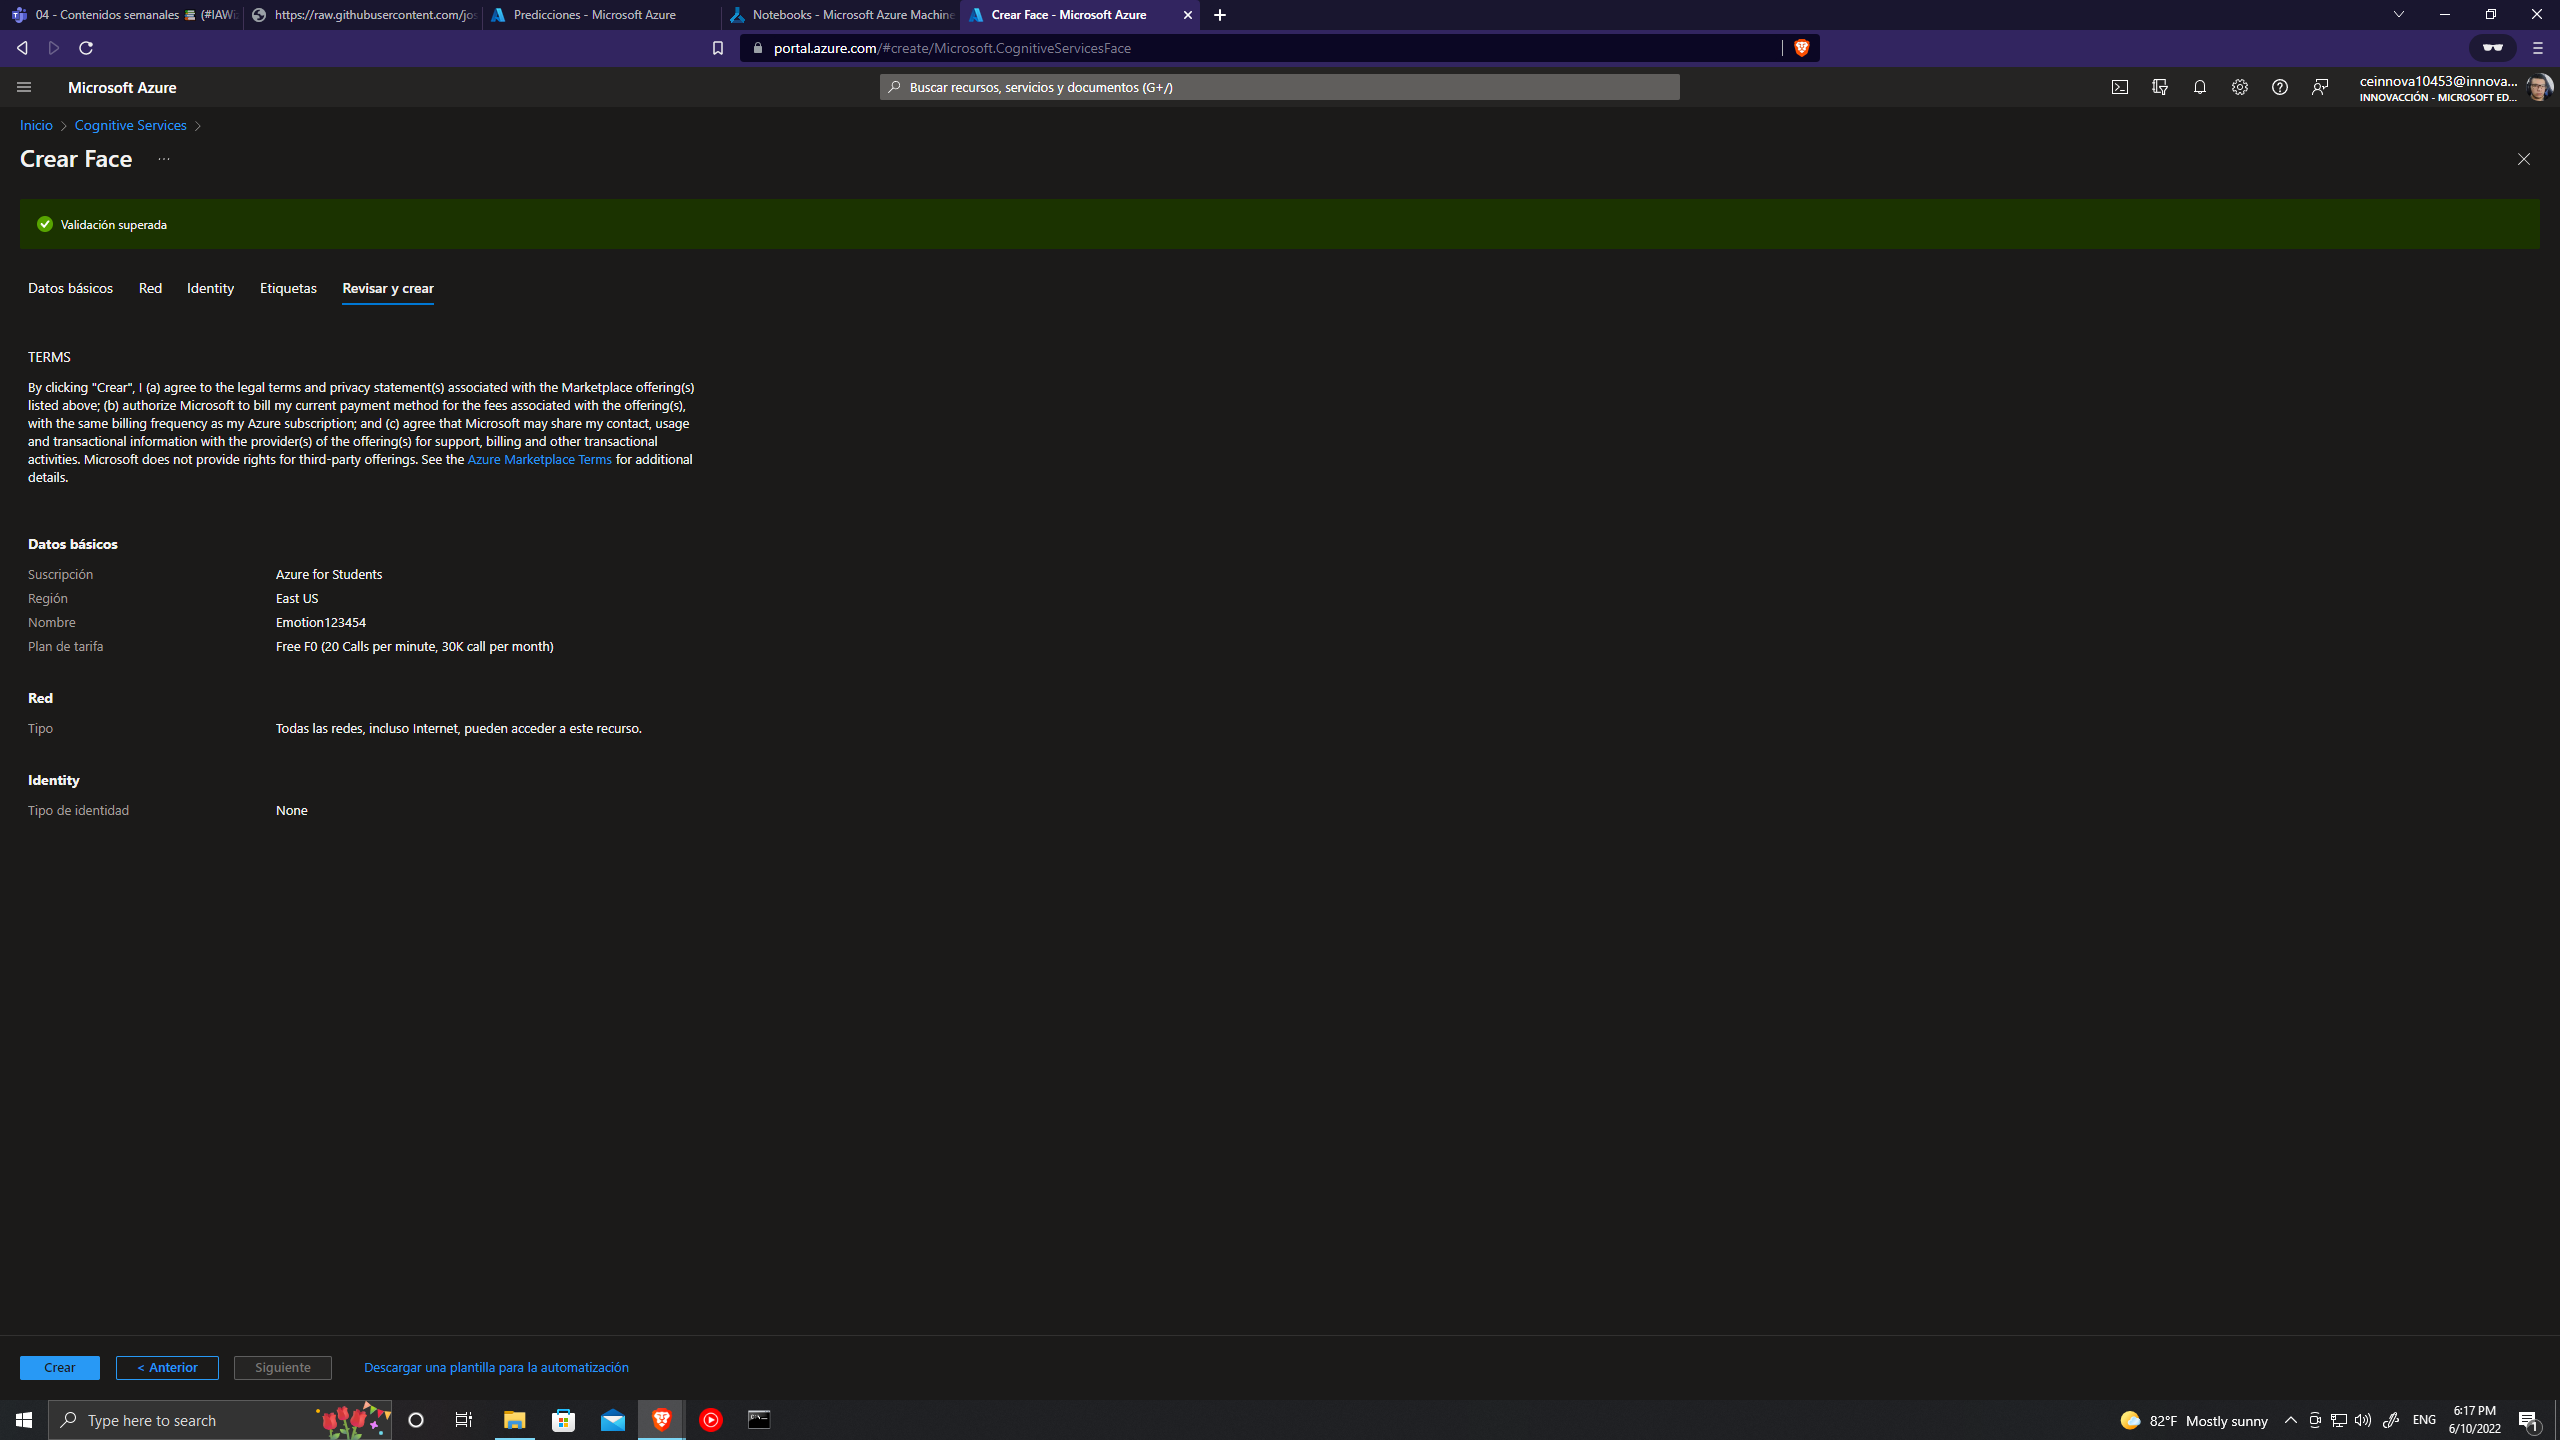 04 - Contenidos semanales (#IAWi
https://raw.githubusercontent.com/jos
Predicciones - Microsoft Azure
Notebooks - Microsoft Azure Machine
Crear Face - Microsoft Azure
portal.azure.com/#create/Microsoft.CognitiveServicesFace
Microsoft Azure
Buscar recursos, servicios y documentos (G+/)
ceinnova10453@innova...
INNOVACCIÓN - MICROSOFT ED...
Inicio > Cognitive Services >
Crear Face ...
Validación superada
Datos básicos Red Identity Etiquetas Revisar y crear
TERMS
By clicking "Crear", I (a) agree to the legal terms and privacy statement(s) associated with the Marketplace offering(s)
listed above; (b) authorize Microsoft to bill my current payment method for the fees associated with the offering(s),
with the same billing frequency as my Azure subscription; and (c) agree that Microsoft may share my contact, usage
and transactional information with the provider(s) of the offering(s) for support, billing and other transactional
activities. Microsoft does not provide rights for third-party offerings. See the Azure Marketplace Terms for additional
details.
Datos básicos
Suscripción Azure for Students
Región East US
Nombre Emotion123454
Plan de tarifa Free F0 (20 Calls per minute, 30K call per month)
Red
Tipo Todas las redes, incluso Internet, pueden acceder a este recurso.
Identity
Tipo de identidad None
Crear < Anterior Siguiente Descargar una plantilla para la automatización
Type here to search
82°F Mostly sunny
ENG
6:17 PM
6/10/2022
1